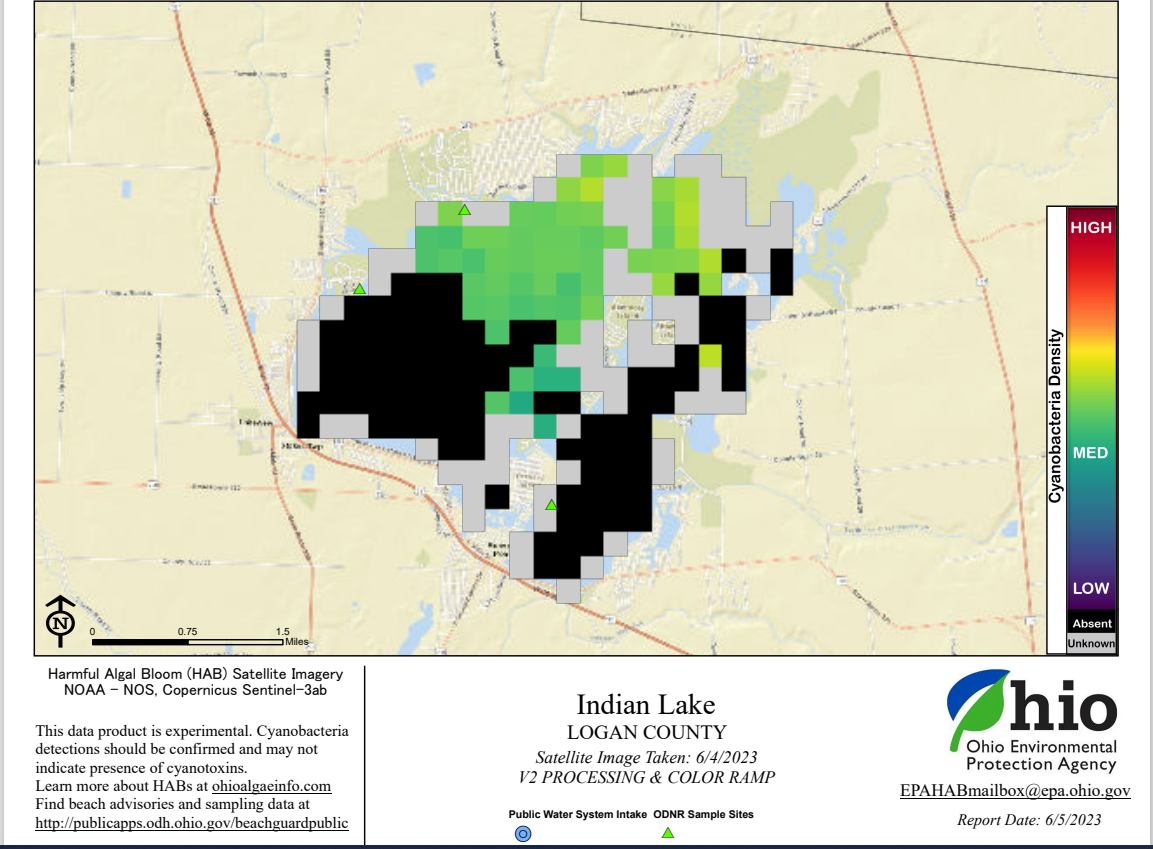 HIGH
MED
LOW
Absent
Unknown
Cyanobacteria Density
N
0 0.75 1.5
Miles
Harmful Algal Bloom (HAB) Satellite Imagery
NOAA - NOS, Copernicus Sentinel-3ab
This data product is experimental. Cyanobacteria
detections should be confirmed and may not
indicate presence of cyanotoxins.
Learn more about HABs at ohioalgaeinfo.com
Find beach advisories and sampling data at
http://publicapps.odh.ohio.gov/beachguardpublic
Indian Lake
LOGAN COUNTY
Satellite Image Taken: 6/4/2023
V2 PROCESSING & COLOR RAMP
Public Water System Intake ODNR Sample Sites
Ohio
Ohio Environmental
Protection Agency
EPAHABmailbox@epa.ohio.gov
Report Date: 6/5/2023